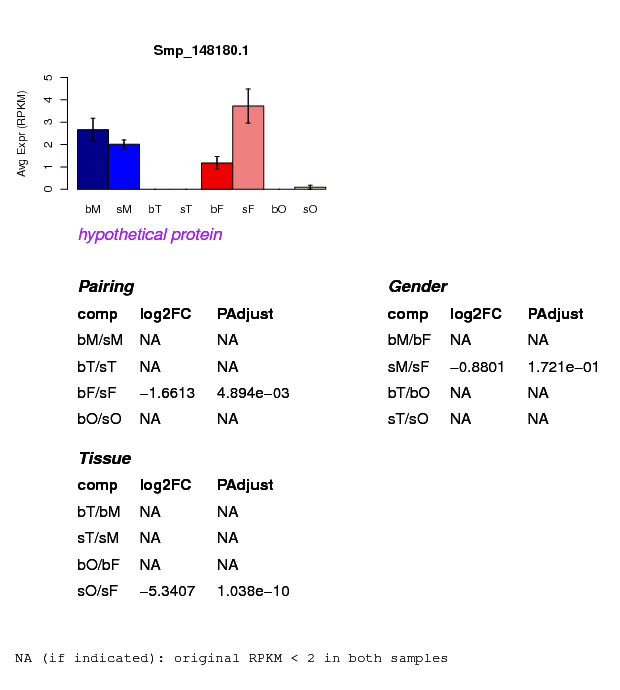 Smp_148180.1
Avg Expr (RPKM)
5
4
3
2
1
0
bM sM bT sT bF sF bO sO
hypothetical protein
Pairing
comp log2FC PAdjust
bM/sM NA NA
bT/sT NA NA
bF/sF −1.6613 4.894e−03
bO/sO NA NA
Gender
comp log2FC PAdjust
bM/bF NA NA
sM/sF −0.8801 1.721e−01
bT/bO NA NA
sT/sO NA NA
Tissue
comp log2FC PAdjust
bT/bM NA NA
sT/sM NA NA
bO/bF NA NA
sO/sF −5.3407 1.038e−10
NA (if indicated): original RPKM < 2 in both samples